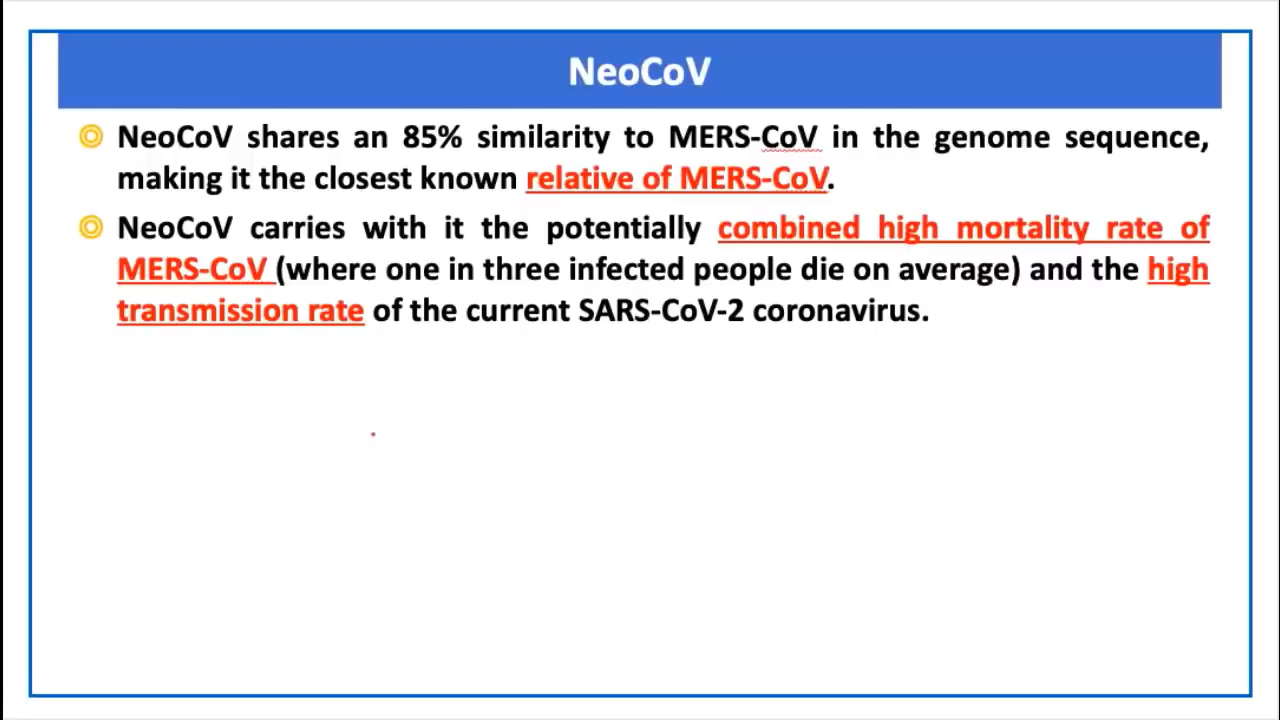 NeoCoV
NeoCoV shares an 85% similarity to MERS-CoV in the genome sequence,
making it the closest known relative of MERS-CoV.
NeoCoV carries with it the potentially combined high mortality rate of
MERS-CoV (where one in three infected people die on average) and the high
transmission rate of the current SARS-CoV-2 coronavirus.